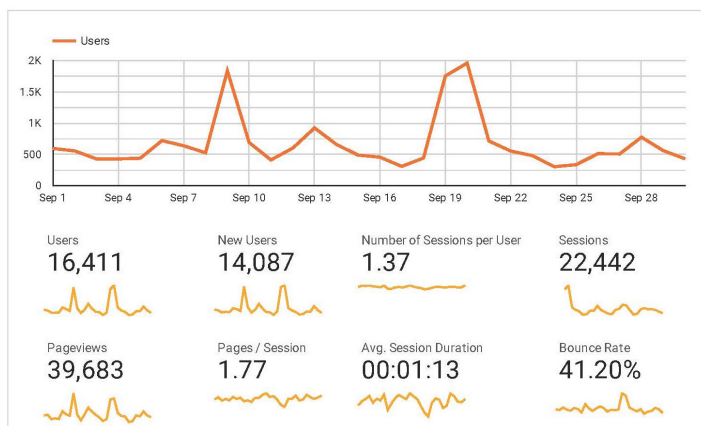 Users
2K
1.5K
1K
500
0
Sep 1 Sep 4 Sep 7 Sep 10 Sep 13 Sep 16 Sep 19 Sep 22 Sep 25 Sep 28
Users New Users Number of Sessions per User Sessions
16,411 14,087 1.37 22,442
Pageviews Pages / Session Avg. Session Duration Bounce Rate
39,683 1.77 00:01:13 41.20%